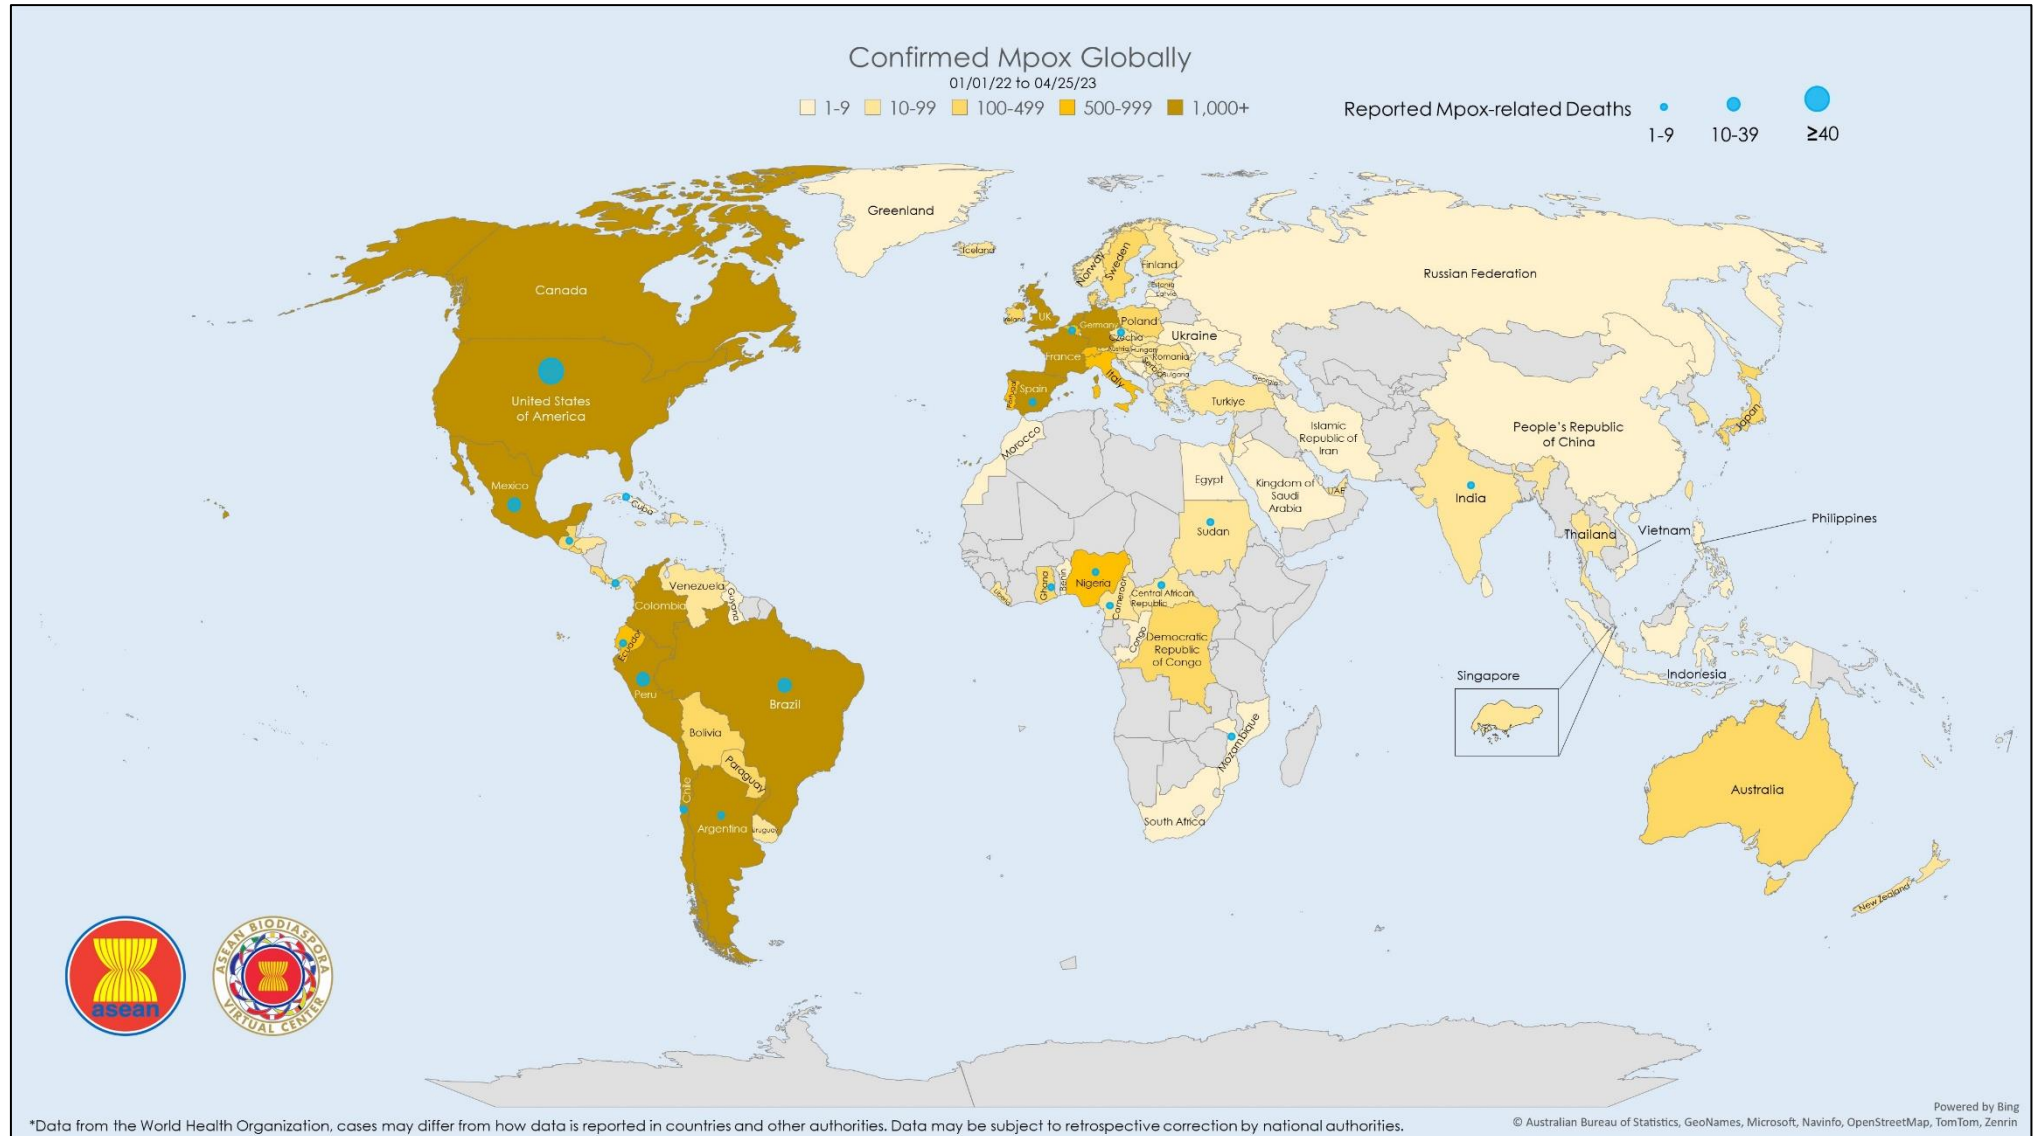 Confirmed Mpox Globally
01/01/22 to 04/25/23
1-9 10-99 100-499 500-999 1,000+
Reported Mpox-related Deaths
1-9 10-39 ≥40
Greenland
Iceland
Norway
Sweden
Finland
Estonia
Latvia
Russian Federation
Canada
Ireland
UK
Germany
Poland
Czechia
Ukraine
France
Austria
Hungary
Romania
Bulgaria
Italy
Spain
Portugal
Georgia
Turkiye
United States
of America
Japan
People's Republic
of China
Islamic
Republic of
Iran
Morocco
Egypt
Kingdom of
Saudi
Arabia
UAE
Mexico
Cuba
India
Sudan
Thailand
Vietnam
Philippines
Venezuela
Guyana
Colombia
Ecuador
Liberia
Ghana
Benin
Nigeria
Cameroon
Central African
Republic
Congo
Democratic
Republic
of Congo
Singapore
Indonesia
Peru
Brazil
Bolivia
Paraguay
Chile
Argentina
Mozambique
South Africa
Australia
New Zealand
asean
ASEAN BIODIASPORA
VIRTUAL CENTER
Powered by Bing
*Data from the World Health Organization, cases may differ from how data is reported in countries and other authorities. Data may be subject to retrospective correction by national authorities.
© Australian Bureau of Statistics, GeoNames, Microsoft, Navinfo, OpenStreetMap, TomTom, Zenrin